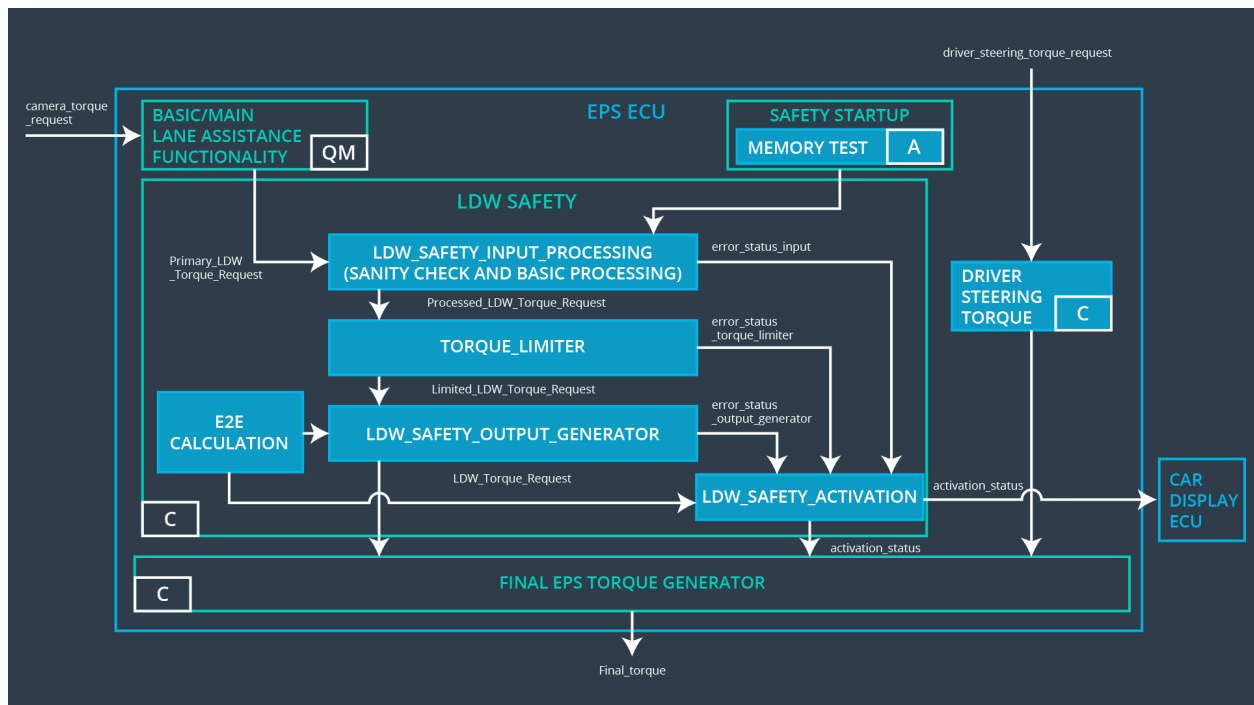 driver_steering_torque_request
camera_torque
_request
EPS ECU
BASIC/MAIN
LANE ASSISTANCE
FUNCTIONALITY
QM
SAFETY STARTUP
MEMORY TEST
A
LDW SAFETY
Primary_LDW
_Torque_Request
LDW_SAFETY_INPUT_PROCESSING
(SANITY CHECK AND BASIC PROCESSING)
error_status_input
DRIVER
STEERING
TORQUE
C
Processed_LDW_Torque_Request
TORQUE_LIMITER
error_status
_torque_limiter
Limited_LDW_Torque_Request
E2E
CALCULATION
LDW_SAFETY_OUTPUT_GENERATOR
error_status
_output_generator
LDW_Torque_Request
LDW_SAFETY_ACTIVATION
activation_status
CAR
DISPLAY
ECU
C
activation_status
C
FINAL EPS TORQUE GENERATOR
Final_torque